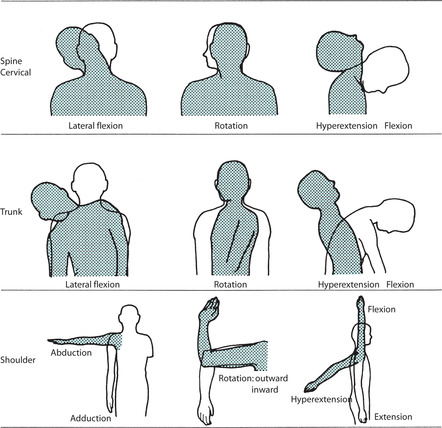 Spine
Cervical
Lateral flexion
Rotation
Hyperextension Flexion
Trunk
Lateral flexion
Rotation
Hyperextension Flexion
Shoulder
Abduction
Adduction
Rotation: outward
inward
Flexion
Hyperextension
Extension